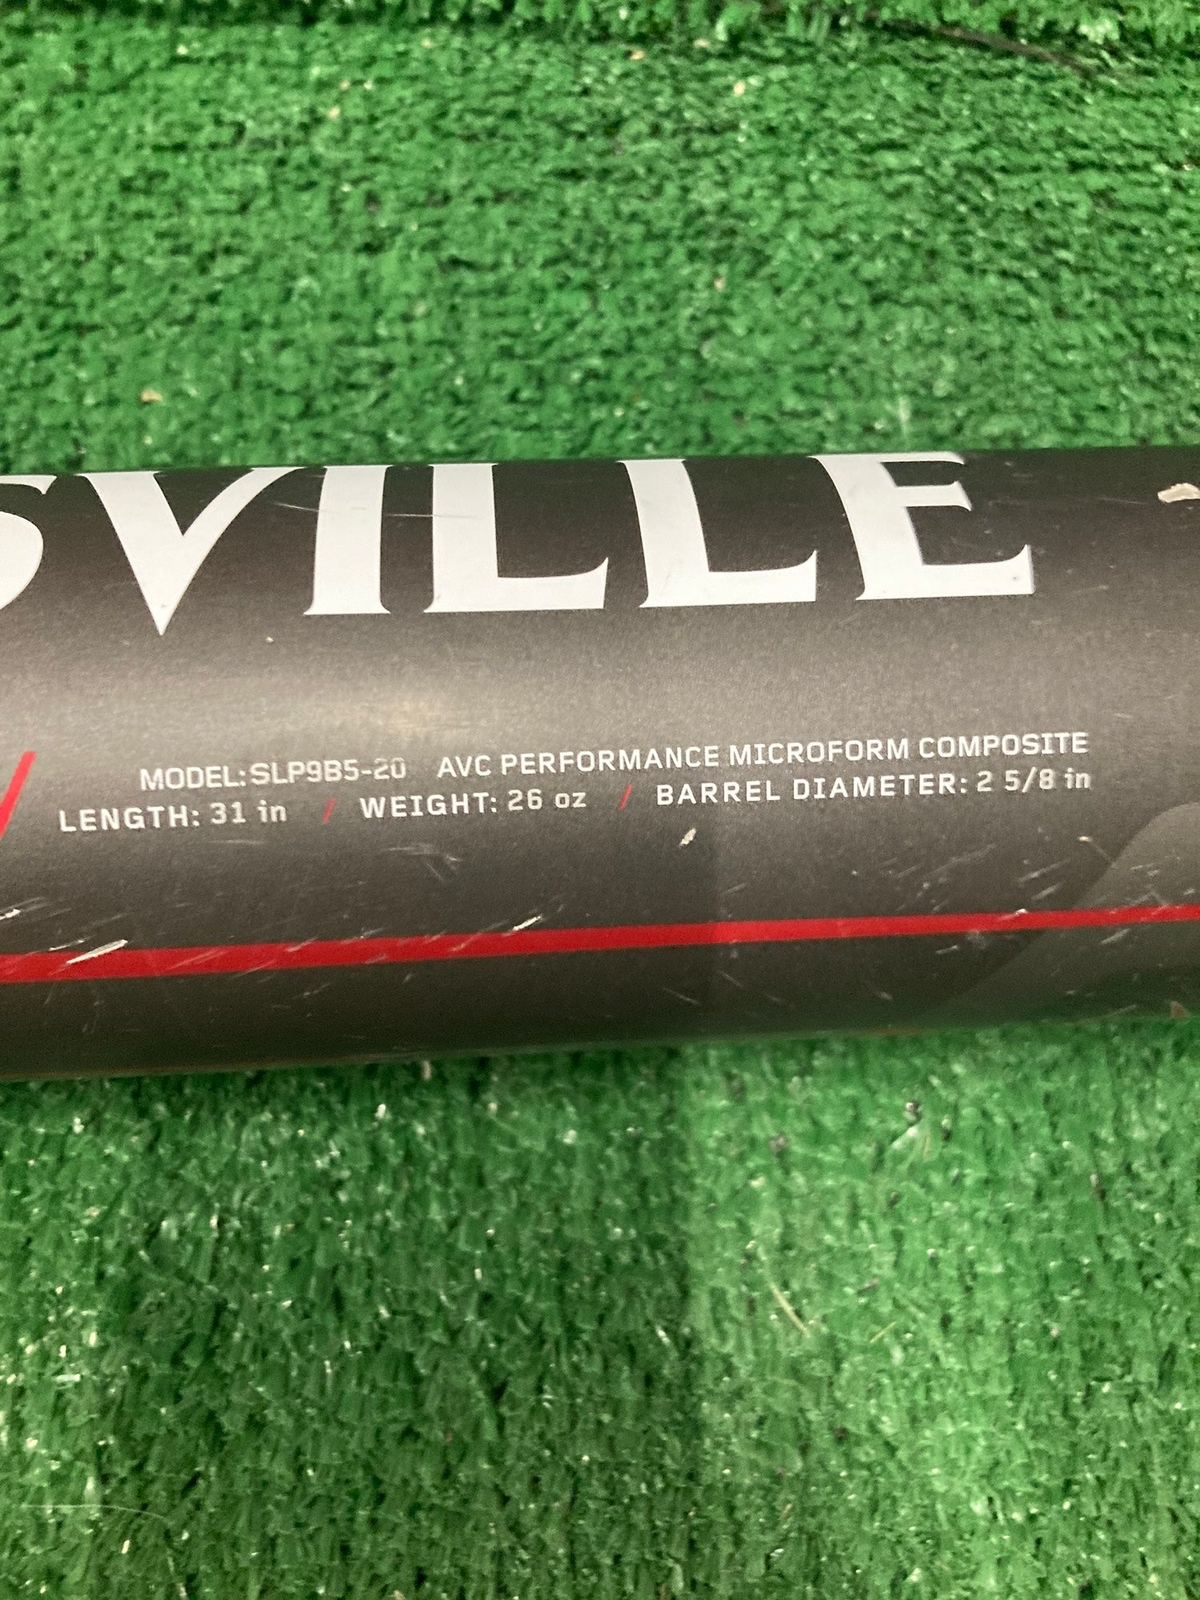 SVILLE
MODEL: SLP9B5-20 AVC PERFORMANCE MICROFORM COMPOSITE
LENGTH: 31 in / WEIGHT: 26 oz / BARREL DIAMETER: 2 5/8 in